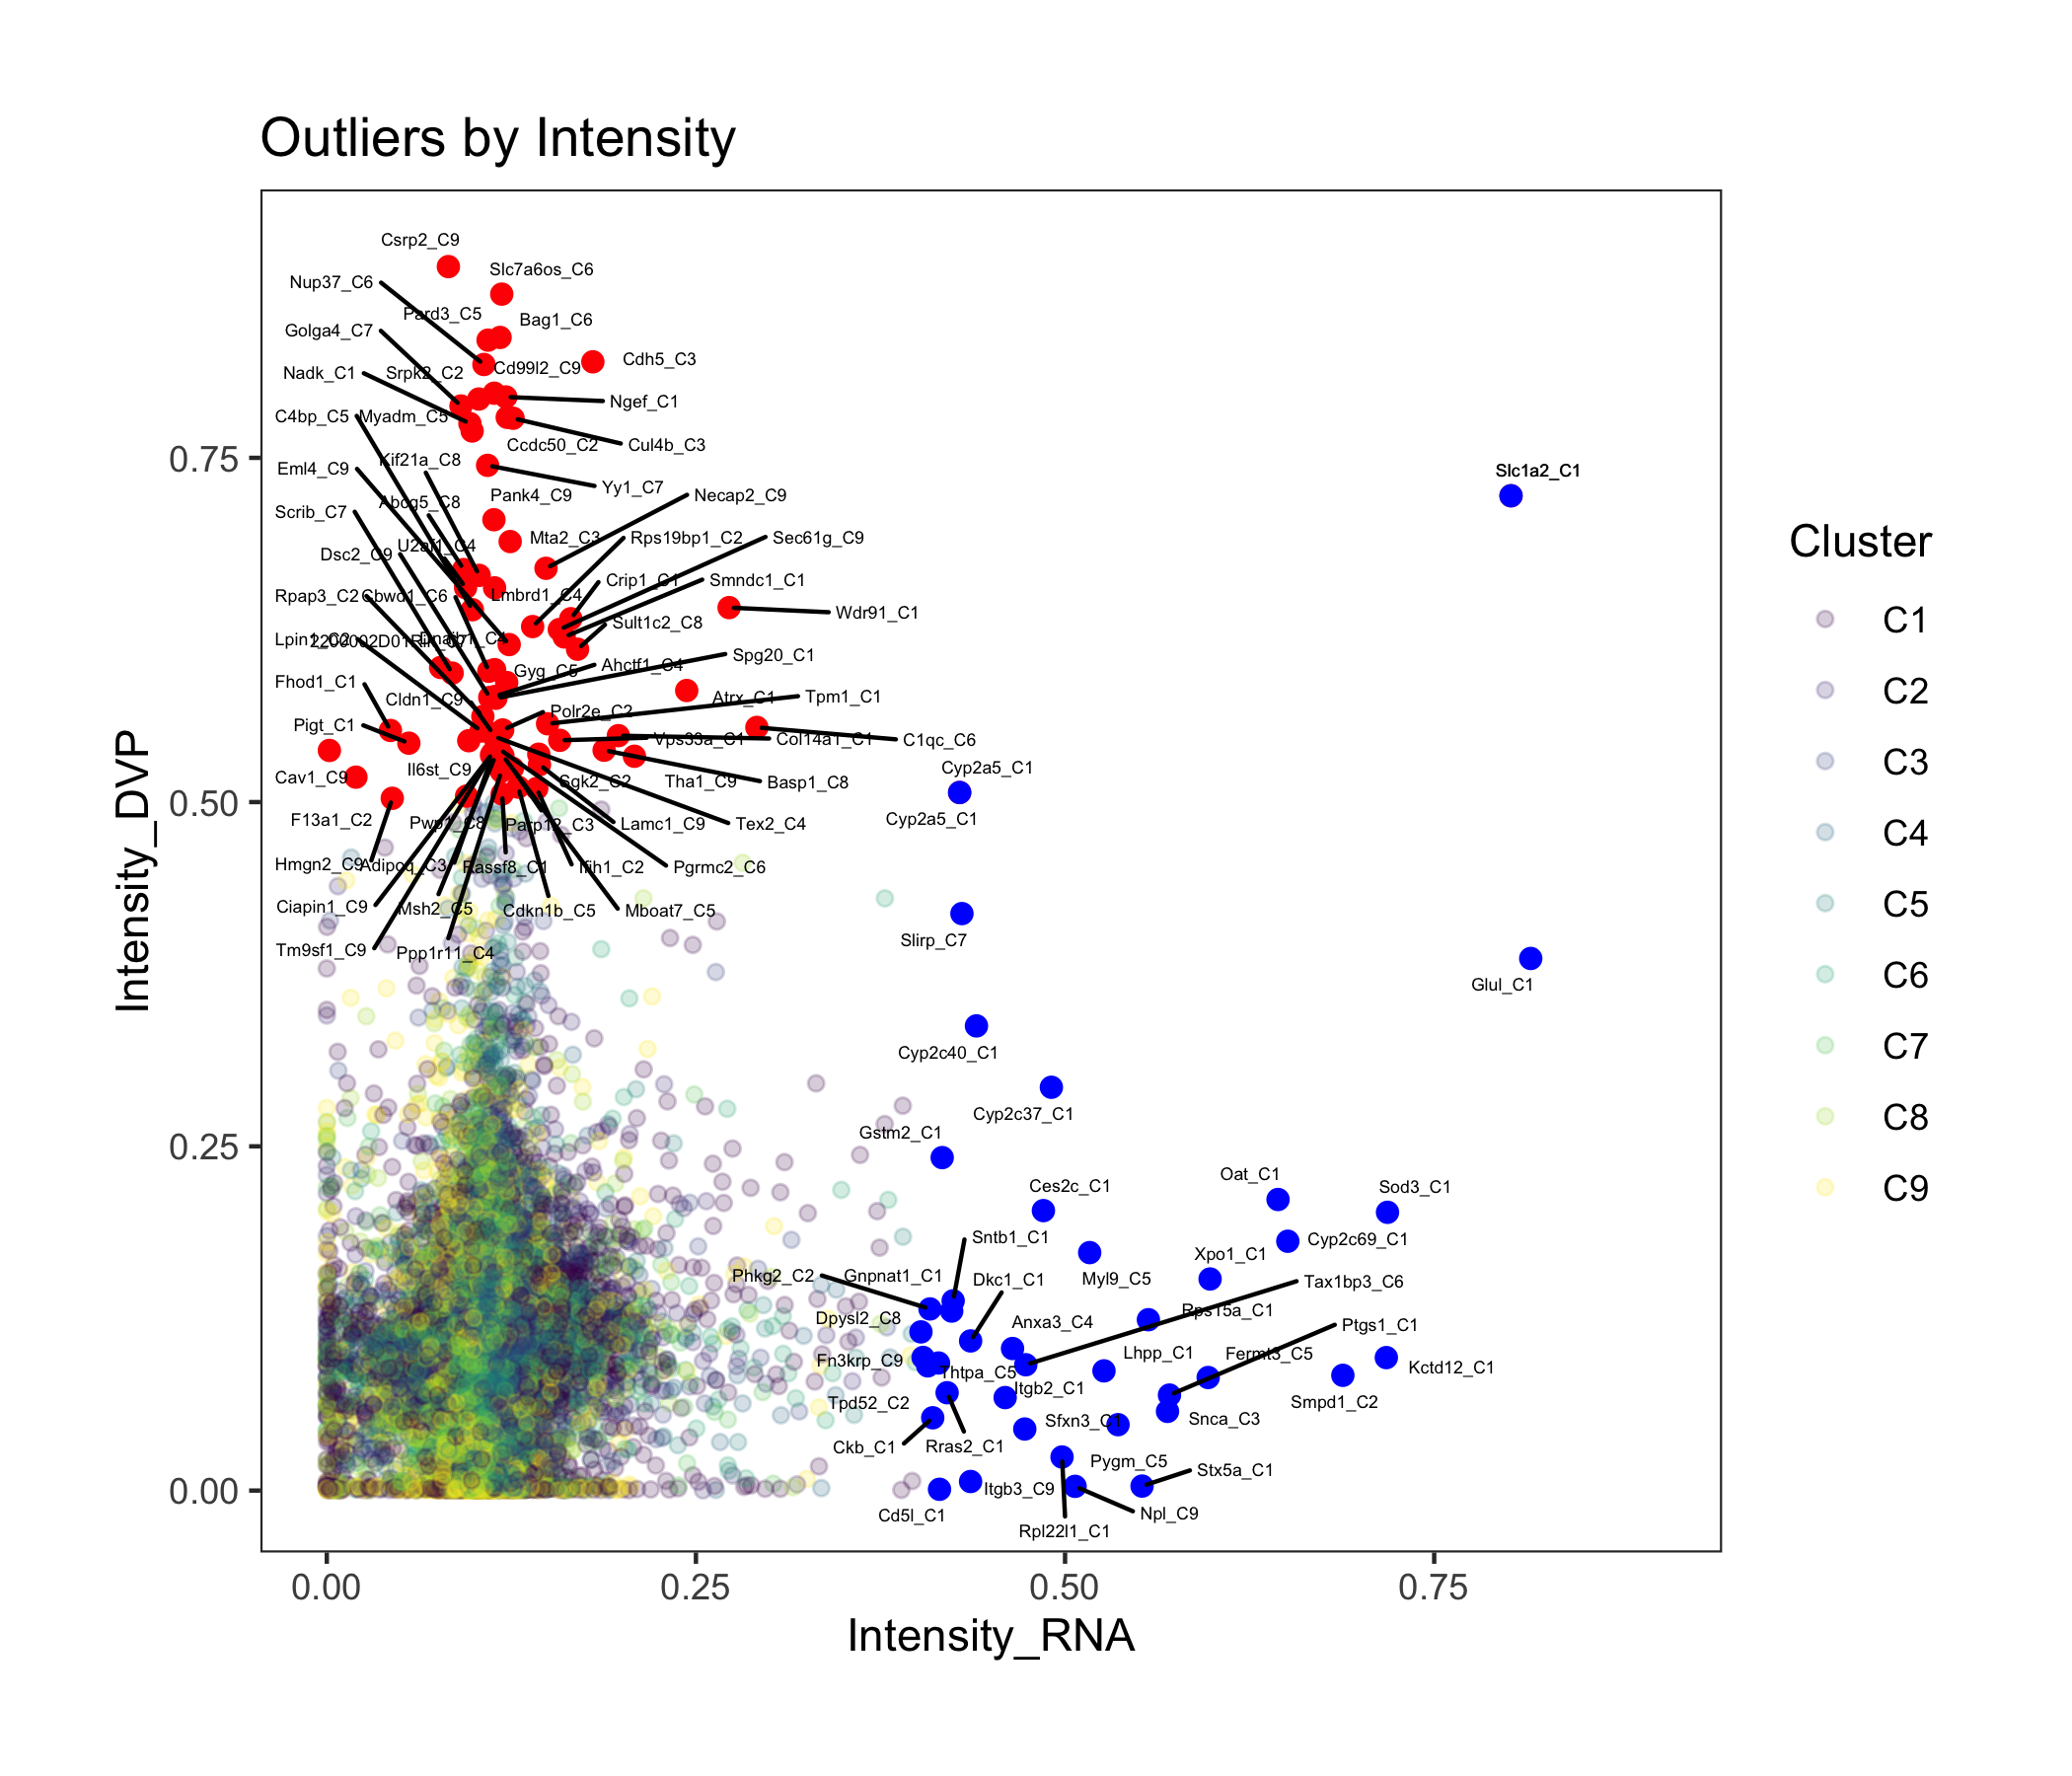 Outliers by Intensity
Csrp2_C9
Slc7a6os_C6
Nup37_C6
Pard3_C5
Bag1_C6
Golga4_C7
Cdh5_C3
Nadk_C1
Srpk2_C2
Cd99l2_C9
Ngef_C1
C4bp_C5
Myadm_C5
Ccdc50_C2
Cul4b_C3
0.75
Eml4_C9
Kif21a_C8
Slc1a2_C1
Yy1_C7
Pank4_C9
Necap2_C9
Abcg5_C8
Scrib_C7
Mta2_C3
Rps19bp1_C2
Sec61g_C9
Dsc2_C9
U2af1_C4
Crip1_C1
Smndc1_C1
Rpap3_C2
Cbwd1_C6
Lmbrd1_C4
Wdr91_C1
Sult1c2_C8
Lpin2_C2
2200002D01Rik_C7
Dnajb1_C4
Spg20_C1
Ahctf1_C4
Gyg_C5
Fhod1_C1
Cldn1_C9
Atrx_C1
Tpm1_C1
Polr2e_C2
Pigt_C1
Vps33a_C1
Col14a1_C1
C1qc_C6
Cav1_C9
Il6st_C9
Sgk2_C2
Tha1_C9
Basp1_C8
Cyp2a5_C1
0.50
F13a1_C2
Pwp1_C8
Parp12_C3
Lamc1_C9
Tex2_C4
Cyp2a5_C1
Hmgn2_C9
Adipoq_C3
Rassf8_C1
Ifih1_C2
Pgrmc2_C6
Ciapin1_C9
Msh2_C5
Cdkn1b_C5
Mboat7_C5
Tm9sf1_C9
Ppp1r11_C4
Slirp_C7
Glul_C1
Cyp2c40_C1
Cyp2c37_C1
Gstm2_C1
0.25
Ces2c_C1
Oat_C1
Sod3_C1
Sntb1_C1
Xpo1_C1
Cyp2c69_C1
Phkg2_C2
Gnpnat1_C1
Dkc1_C1
Myl9_C5
Tax1bp3_C6
Dpysl2_C8
Anxa3_C4
Rps15a_C1
Ptgs1_C1
Fn3krp_C9
Thtpa_C5
Lhpp_C1
Fermt3_C5
Kctd12_C1
Tpd52_C2
Itgb2_C1
Smpd1_C2
Ckb_C1
Rras2_C1
Sfxn3_C1
Snca_C3
Pygm_C5
Stx5a_C1
0.00
Cd5l_C1
Itgb3_C9
Npl_C9
Rpl22l1_C1
0.00
0.25
0.50
0.75
Intensity_RNA
Intensity_DVP
Cluster
C1
C2
C3
C4
C5
C6
C7
C8
C9